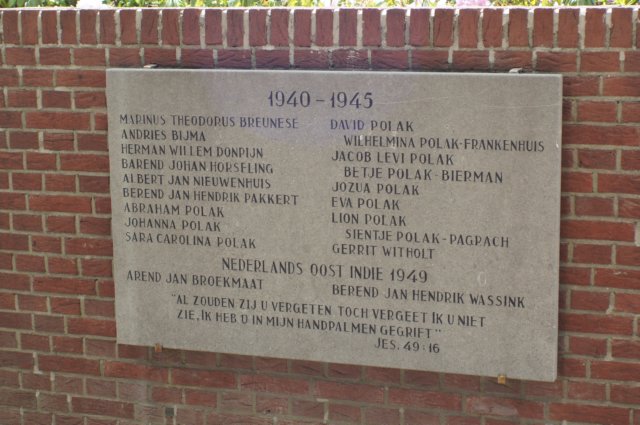 1940 - 1945
MARINUS THEODORUS BREUNESE
ANDRIES BIJMA
HERMAN WILLEM DONPIJN
BAREND JOHAN HORSELING
ALBERT JAN NIEUWENHUIS
BEREND JAN HENDRIK PAKKERT
ABRAHAM POLAK
JOHANNA POLAK
SARA CAROLINA POLAK
DAVID POLAK
WILHELMINA POLAK-FRANKENHUIS
JACOB LEVI POLAK
BETJE POLAK-BIERMAN
JOZUA POLAK
EVA POLAK
LION POLAK
SIENTJE POLAK-PAGPACH
GERRIT WITHOLT
NEDERLANDS OOST INDIE 1949
AREND JAN BROEKMAAT
BEREND JAN HENDRIK WASSINK
"AL ZOUDEN ZIJ U VERGETEN, TOCH VERGEET IK U NIET
ZIE, IK HEB U IN MIJN HANDPALMEN GEGRIFT"
JES. 49:16